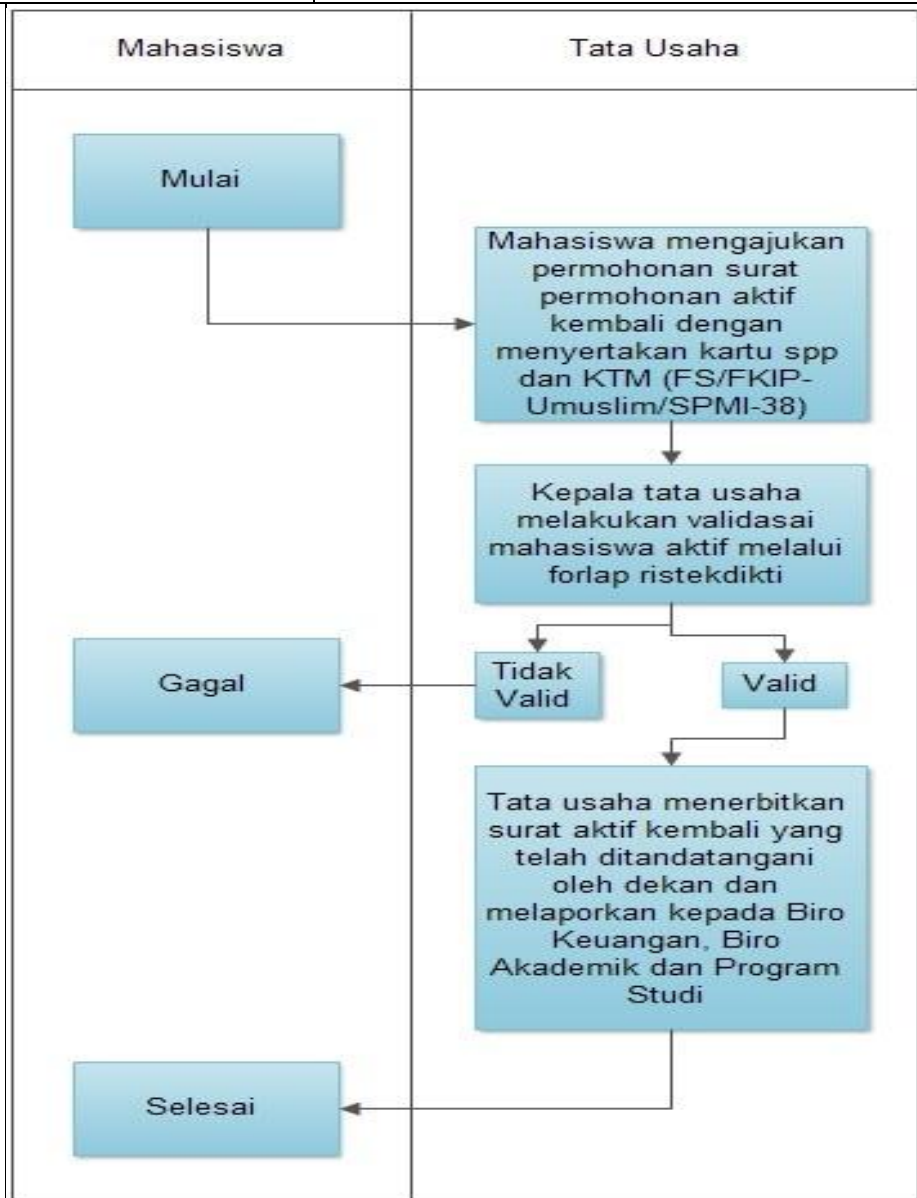 Mahasiswa
Tata Usaha
Mulai
Mahasiswa mengajukan
permohonan surat
permohonan aktif
kembali dengan
menyertakan kartu spp
dan KTM (FS/FKIP-
Umuslim/SPMI-38)
Kepala tata usaha
melakukan validasai
mahasiswa aktif melalui
forlap ristekdikti
Gagal
Tidak
Valid
Valid
Tata usaha menerbitkan
surat aktif kembali yang
telah ditandatangani
oleh dekan dan
melaporkan kepada Biro
Keuangan, Biro
Akademik dan Program
Studi
Selesai